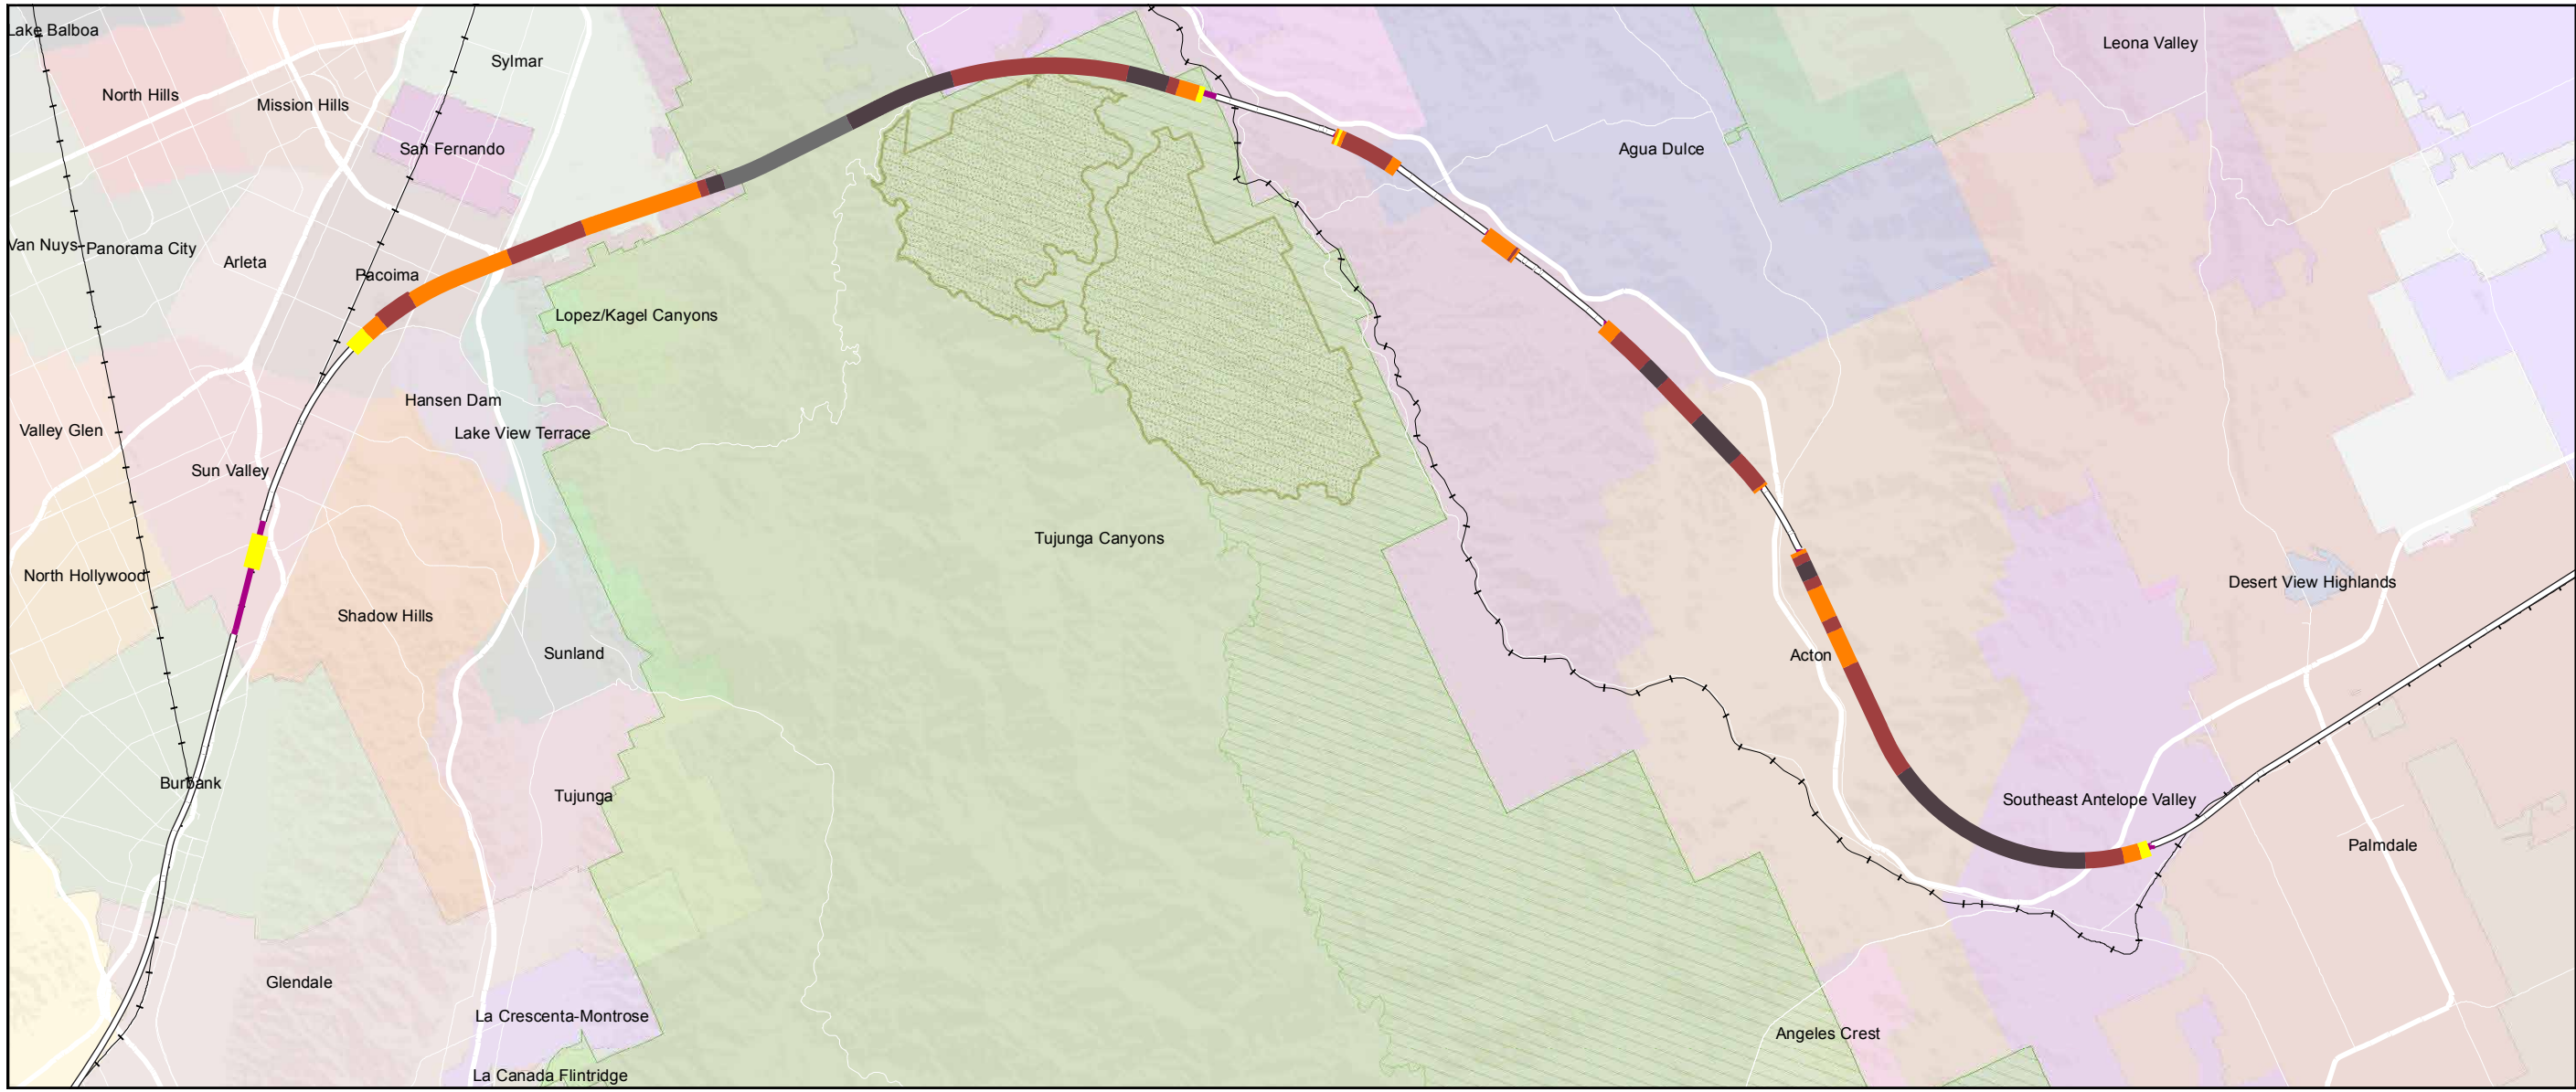 Lake Balboa
Leona Valley
Sylmar
North Hills
Mission Hills
San Fernando
Agua Dulce
Van Nuys
Panorama City
Arleta
Pacoima
Lopez/Kagel Canyons
Hansen Dam
Lake View Terrace
Valley Glen
Sun Valley
Tujunga Canyons
North Hollywood
Desert View Highlands
Shadow Hills
Sunland
Acton
Burbank
Tujunga
Southeast Antelope Valley
Palmdale
Glendale
La Crescenta-Montrose
Angeles Crest
La Canada Flintridge